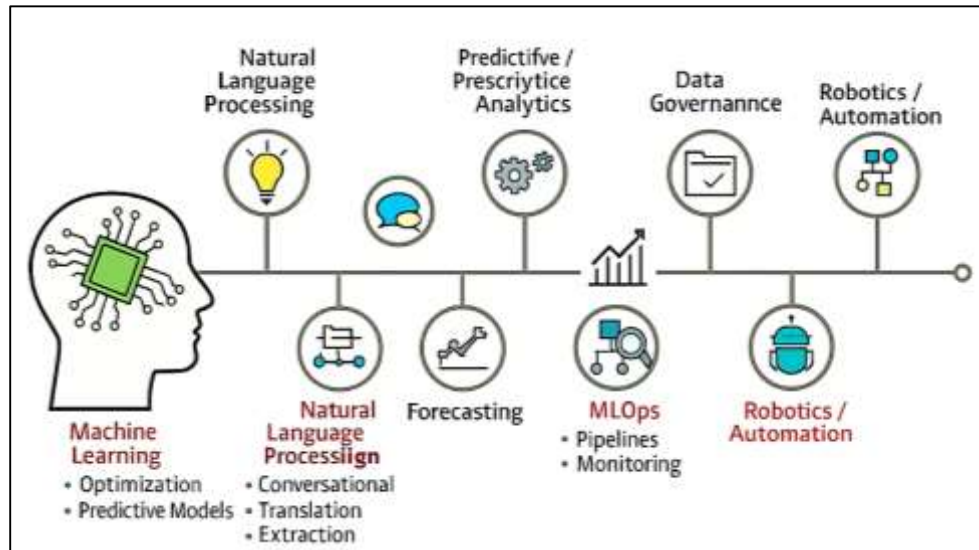 Natural
Language
Processing
Predictifve /
Prescriytice
Analytics
Data
Governannce
Robotics /
Automation
Machine
Learning
• Optimization
• Predictive Models
Natural
Language
Processiign
• Conversational
• Translation
• Extraction
Forecasting
MLOps
• Pipelines
• Monitoring
Robotics /
Automation